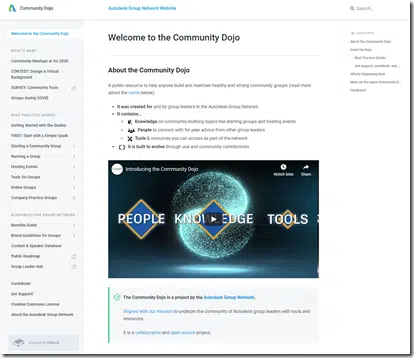 Community Dojo
Autodesk Group Network Website
Search...
Welcome to the Community Dojo
WHAT'S NEW?
Community Meetups at AU 2020
CONTEST: Design a Virtual
Background
SURVEY: Community Tools
Groups during COVID
BEST PRACTICE GUIDES
Getting Started with the Guides
FIRST: Start with a Simple Spark
Starting a Community Group
Running a Group
Hosting Events
Tools for Groups
Online Groups
Company Practice Groups
RESOURCES FOR GROUP NETWORK
Benefits Guide
Brand Guidelines for Groups
Content & Speaker Database
Public Roadmap
Group Leader Hub
Contribute!
Got Support?
Creative Commons License
About the Autodesk Group Network
Powered by GitBook
Welcome to the Community Dojo
About the Community Dojo
A public resource to help anyone build and maintain healthy and strong community groups (read more
about the name below).
It was created for and by group leaders in the Autodesk Group Network.
It contains...
Knowledge on community-building topics like starting groups and hosting events
People to connect with for peer advice from other group leaders
Tools & resources you can access as part of the network
It is built to evolve through use and community contributions.
Introducing the Community Dojo
Watch later
Share
PEOPLE KNOWLEDGE TOOLS
The Community Dojo is a project by the Autodesk Group Network.
Aligned with our mission to underpin the community of Autodesk group leaders with tools and
resources.
It is a collaborative and open source project.
CONTENTS
About the Community Dojo
Enter the Dojo
Best Practice Guides
Get support, contribute, and ...
What's Happening Now
More on the name Community D...
Feedback?